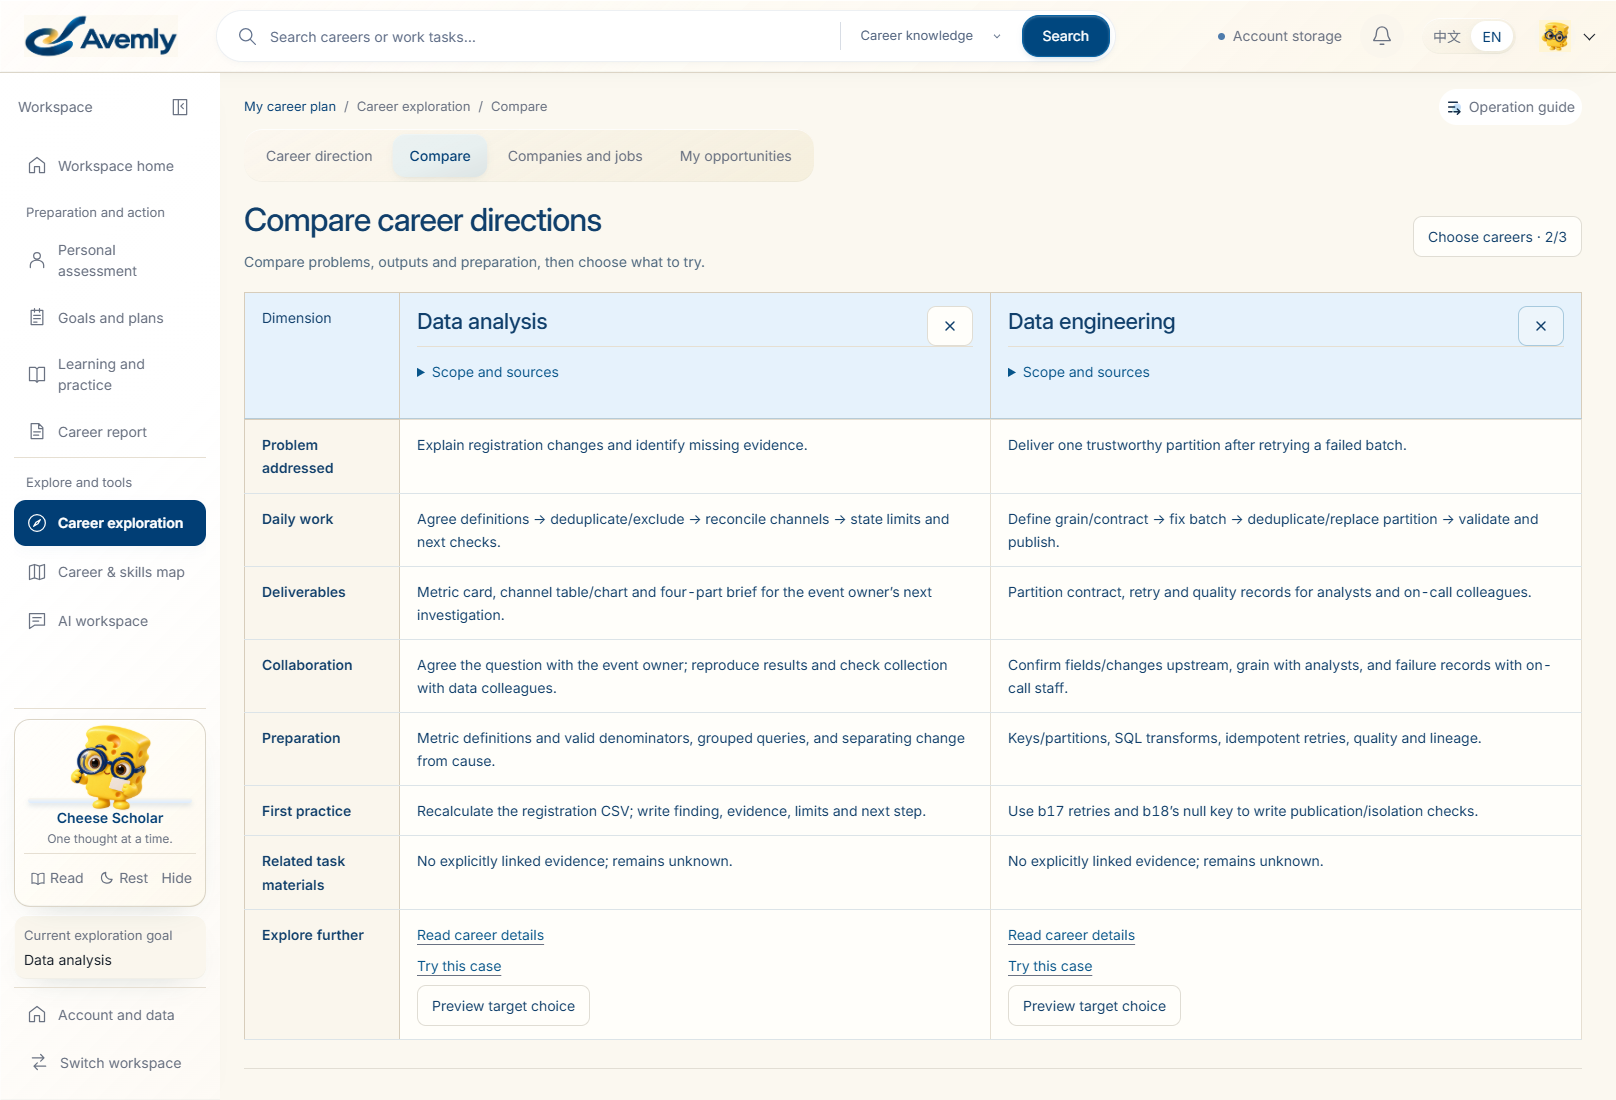 Avemly
Search careers or work tasks...
Career knowledge
Search
Account storage
中文
EN
Workspace
Workspace home
Preparation and action
Personal
assessment
Goals and plans
Learning and
practice
Career report
Explore and tools
Career exploration
Career & skills map
AI workspace
Cheese Scholar
One thought at a time.
Read
Rest
Hide
Current exploration goal
Data analysis
Account and data
Switch workspace
My career plan / Career exploration / Compare
Operation guide
Career direction
Compare
Companies and jobs
My opportunities
Compare career directions
Compare problems, outputs and preparation, then choose what to try.
Choose careers · 2/3
Dimension
Data analysis
×
Scope and sources
Data engineering
×
Scope and sources
Problem
addressed
Explain registration changes and identify missing evidence.
Deliver one trustworthy partition after retrying a failed batch.
Daily work
Agree definitions → deduplicate/exclude → reconcile channels → state limits and
next checks.
Define grain/contract → fix batch → deduplicate/replace partition → validate and
publish.
Deliverables
Metric card, channel table/chart and four-part brief for the event owner’s next
investigation.
Partition contract, retry and quality records for analysts and on-call colleagues.
Collaboration
Agree the question with the event owner; reproduce results and check collection
with data colleagues.
Confirm fields/changes upstream, grain with analysts, and failure records with on-
call staff.
Preparation
Metric definitions and valid denominators, grouped queries, and separating change
from cause.
Keys/partitions, SQL transforms, idempotent retries, quality and lineage.
First practice
Recalculate the registration CSV; write finding, evidence, limits and next step.
Use b17 retries and b18’s null key to write publication/isolation checks.
Related task
materials
No explicitly linked evidence; remains unknown.
No explicitly linked evidence; remains unknown.
Explore further
Read career details
Try this case
Preview target choice
Read career details
Try this case
Preview target choice